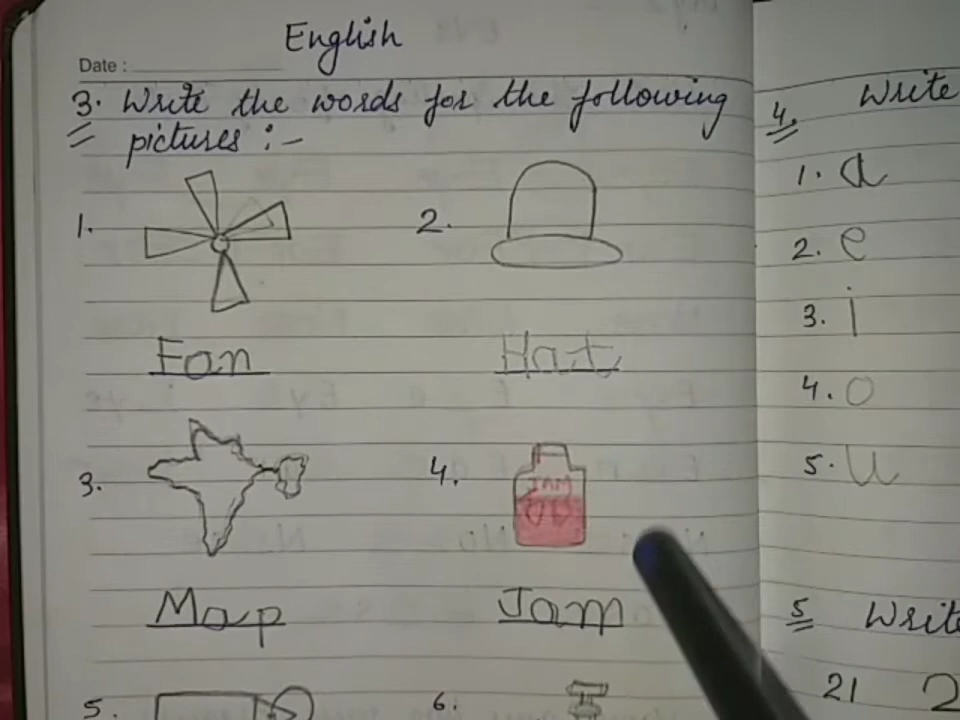 English
Date :
3. Write the words for the following
pictures :-
1.
2.
Fan
Hat
3.
4.
JAM
Map
Jam
5.
6.
4. Write
1. a
2. e
3. i
4. o
5. u
5 Write
21 2